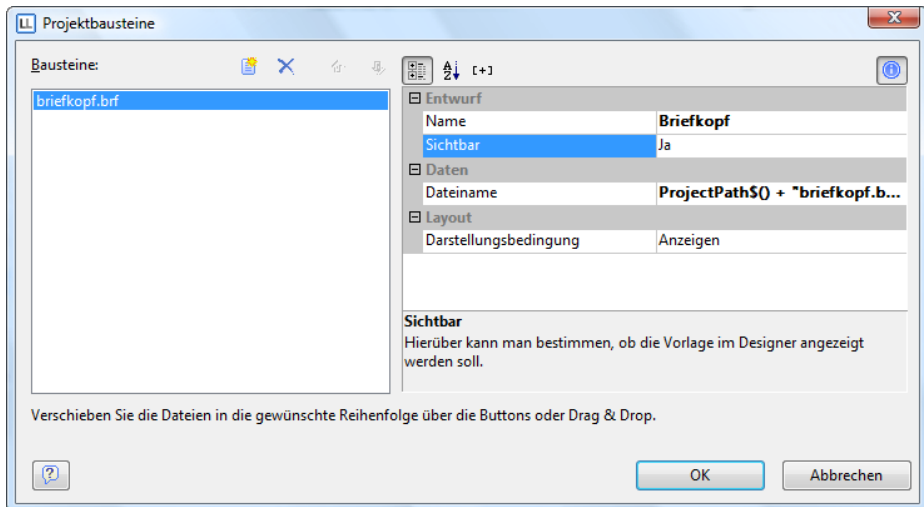 LL Projektbausteine
Bausteine:
briefkopf.brf
A
Z
[+]
Entwurf
Name Briefkopf
Sichtbar Ja
Daten
Dateiname ProjectPath$() + "briefkopf.b...
Layout
Darstellungsbedingung Anzeigen
Sichtbar
Hierüber kann man bestimmen, ob die Vorlage im Designer angezeigt
werden soll.
Verschieben Sie die Dateien in die gewünschte Reihenfolge über die Buttons oder Drag & Drop.
OK Abbrechen